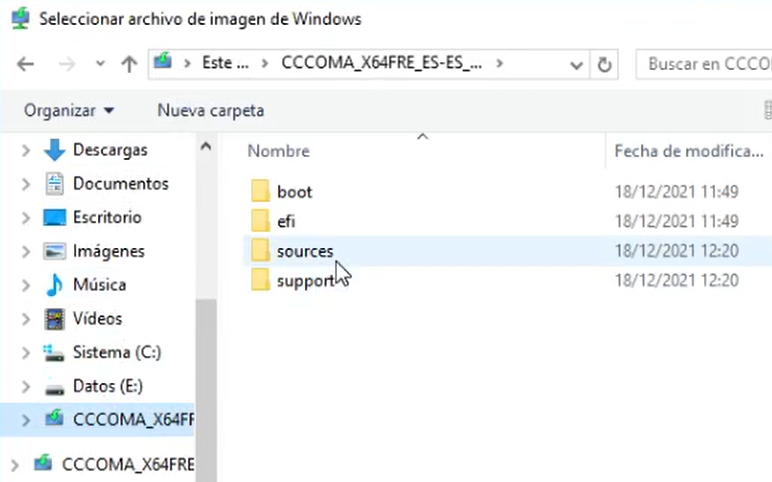 Seleccionar archivo de imagen de Windows
Este ... CCCOMA_X64FRE_ES-ES_... Buscar en CCCO
Organizar Nueva carpeta
Descargas
Documentos
Escritorio
Imágenes
Música
Vídeos
Sistema (C:)
Datos (E:)
CCCOMA_X64FR
CCCOMA_X64FRE
Nombre Fecha de modifica...
boot 18/12/2021 11:49
efi 18/12/2021 11:49
sources 18/12/2021 12:20
support 18/12/2021 12:20